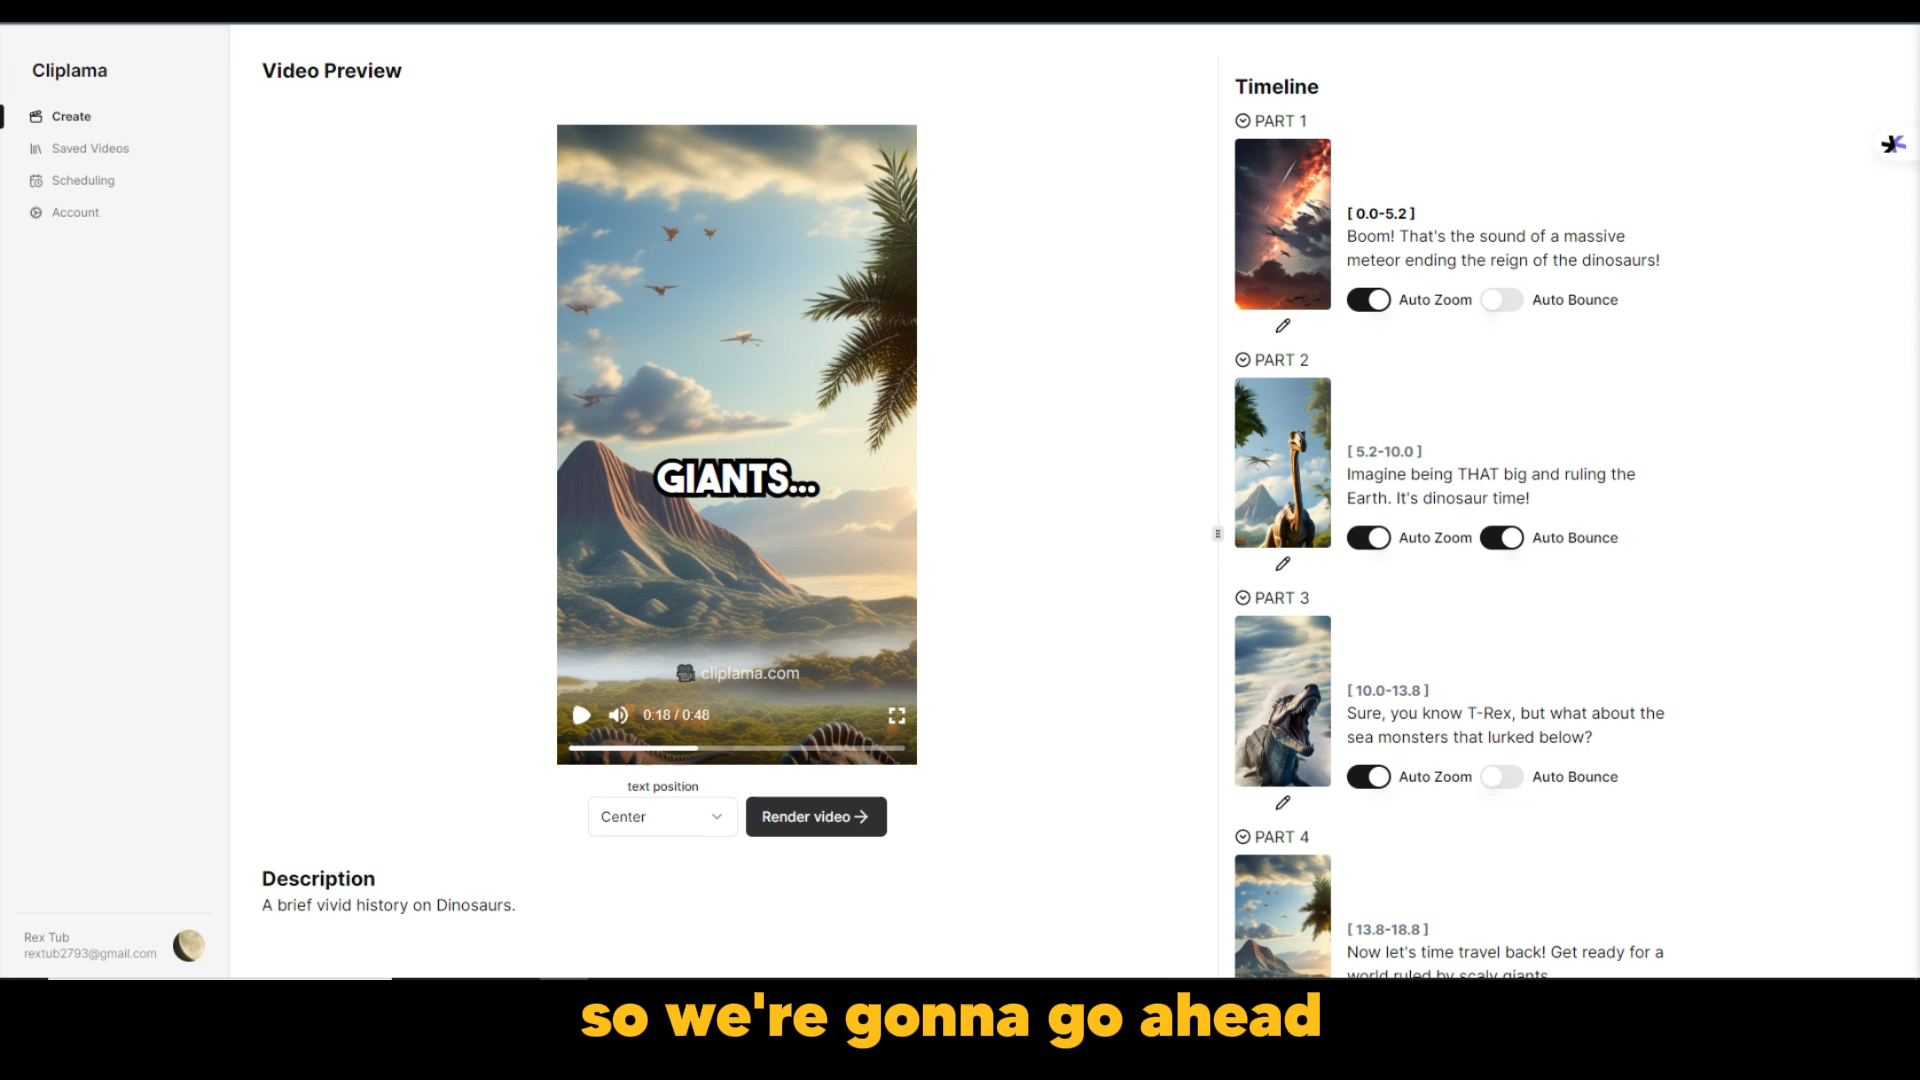 Cliplama
Create
Saved Videos
Scheduling
Account
Rex Tub
rextub2793@gmail.com
Video Preview
GIANTS...
cliplama.com
0:18 / 0:48
text position
Center
Render video
Description
A brief vivid history on Dinosaurs.
Timeline
PART 1
[ 0.0-5.2 ]
Boom! That's the sound of a massive
meteor ending the reign of the dinosaurs!
Auto Zoom Auto Bounce
PART 2
[ 5.2-10.0 ]
Imagine being THAT big and ruling the
Earth. It's dinosaur time!
Auto Zoom Auto Bounce
PART 3
[ 10.0-13.8 ]
Sure, you know T-Rex, but what about the
sea monsters that lurked below?
Auto Zoom Auto Bounce
PART 4
[ 13.8-18.8 ]
Now let's time travel back! Get ready for a
world ruled by scaly giants
so we're gonna go ahead